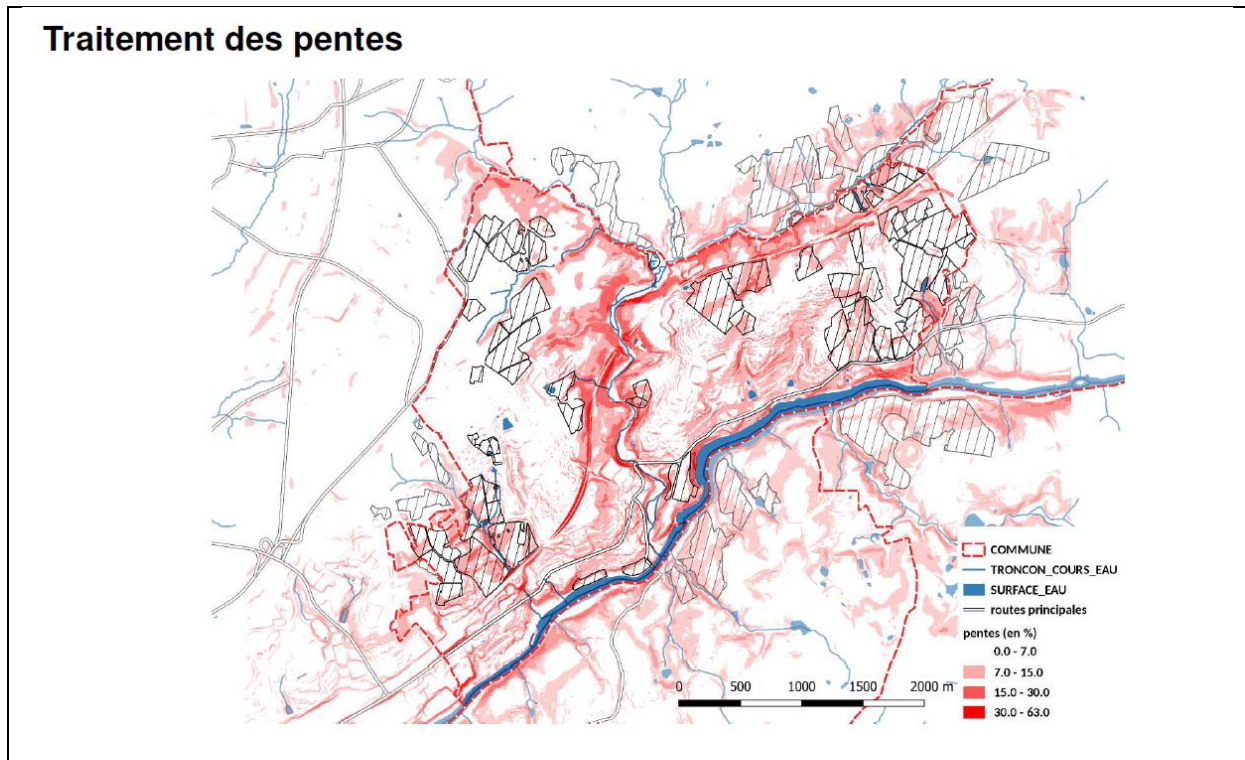 Traitement des pentes
COMMUNE
TRONCON_COURS_EAU
SURFACE_EAU
routes principales
pentes (en %)
0.0 - 7.0
7.0 - 15.0
15.0 - 30.0
30.0 - 63.0
0 500 1000 1500 2000 m